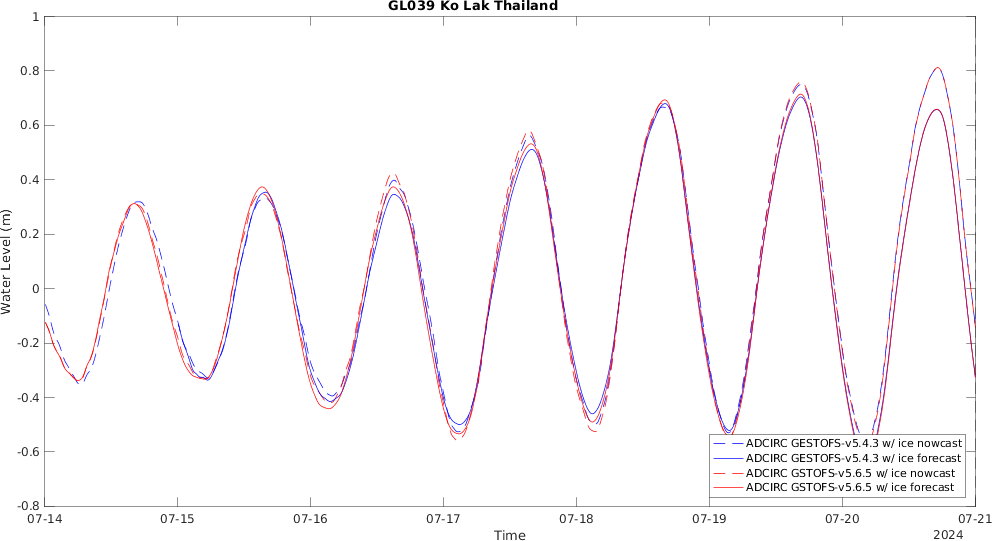 GL039 Ko Lak Thailand
1
0.8
0.6
0.4
0.2
0
-0.2
-0.4
-0.6
-0.8
Water Level (m)
ADCIRC GESTOFS-v5.4.3 w/ ice nowcast
ADCIRC GESTOFS-v5.4.3 w/ ice forecast
ADCIRC GSTOFS-v5.6.5 w/ ice nowcast
ADCIRC GSTOFS-v5.6.5 w/ ice forecast
07-14 07-15 07-16 07-17 07-18 07-19 07-20 07-21
Time
2024